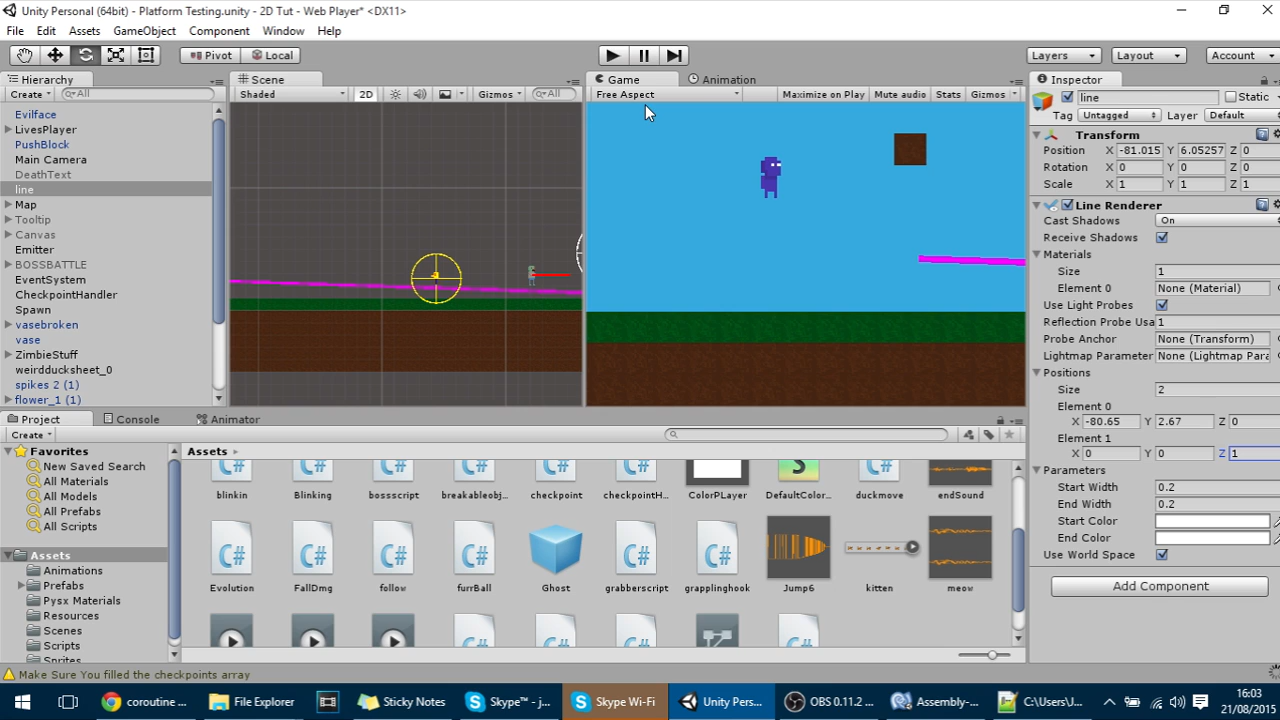 Unity Personal (64bit) - Platform Testing.unity - 2D Tut - Web Player* <DX11>
File Edit Assets GameObject Component Window Help
Pivot Local Layers Layout Account
Hierarchy
Create All
Evilface
LivesPlayer
PushBlock
Main Camera
DeathText
line
Map
Tooltip
Canvas
Emitter
BOSSBATTLE
EventSystem
CheckpointHandler
Spawn
vasebroken
vase
ZimbieStuff
weirdducksheet_0
spikes 2 (1)
flower_1 (1)
Scene
Shaded 2D Gizmos All
Game Animation
Free Aspect Maximize on Play Mute audio Stats Gizmos
Inspector
line Static
Tag Untagged Layer Default
Transform
Position X -81.015 Y 6.05257 Z 0
Rotation X 0 Y 0 Z 0
Scale X 1 Y 1 Z 1
Line Renderer
Cast Shadows On
Receive Shadows
Materials
Size 1
Element 0 None (Material)
Use Light Probes
Reflection Probe Usa 1
Probe Anchor None (Transform)
Lightmap Parameter None (Lightmap Para
Positions
Size 2
Element 0
X -80.65 Y 2.67 Z 0
Element 1
X 0 Y 0 Z 1
Parameters
Start Width 0.2
End Width 0.2
Start Color
End Color
Use World Space
Add Component
Project Console Animator
Create
Favorites
New Saved Search
All Materials
All Models
All Prefabs
All Scripts
Assets
Animations
Prefabs
Pysx Materials
Resources
Scenes
Scripts
Sprites
Assets
blinkin Blinking bossscript breakableobj... checkpoint checkpointH... ColorPLayer DefaultColor... duckmove endSound
Evolution FallDmg follow furrBall Ghost grabberscript grapplinghook Jump6 kitten meow
Make Sure You filled the checkpoints array
coroutine ... File Explorer Sticky Notes Skype™ - j... Skype Wi-Fi Unity Pers... OBS 0.11.2 ... Assembly-... C:\Users\J...
16:03
21/08/2015